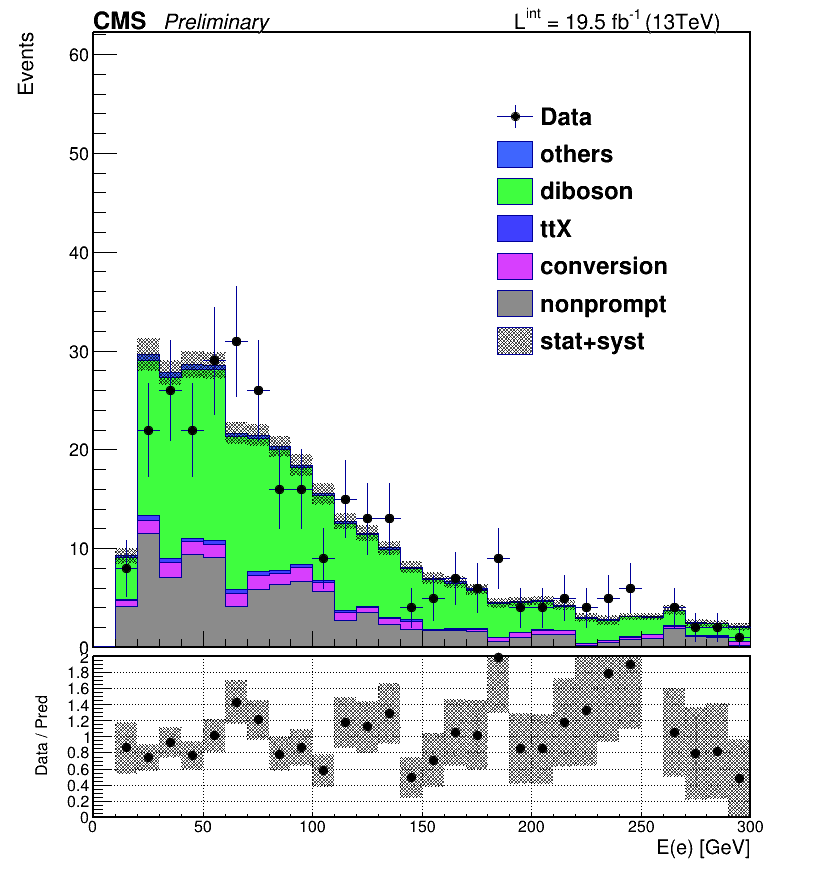 CMS Preliminary L^int = 19.5 fb^-1 (13TeV)
Events
60
50
40
30
20
10
0
Data
others
diboson
ttX
conversion
nonprompt
stat+syst
Data / Pred
2
1.8
1.6
1.4
1.2
1
0.8
0.6
0.4
0.2
0
0 50 100 150 200 250 300
E(e) [GeV]